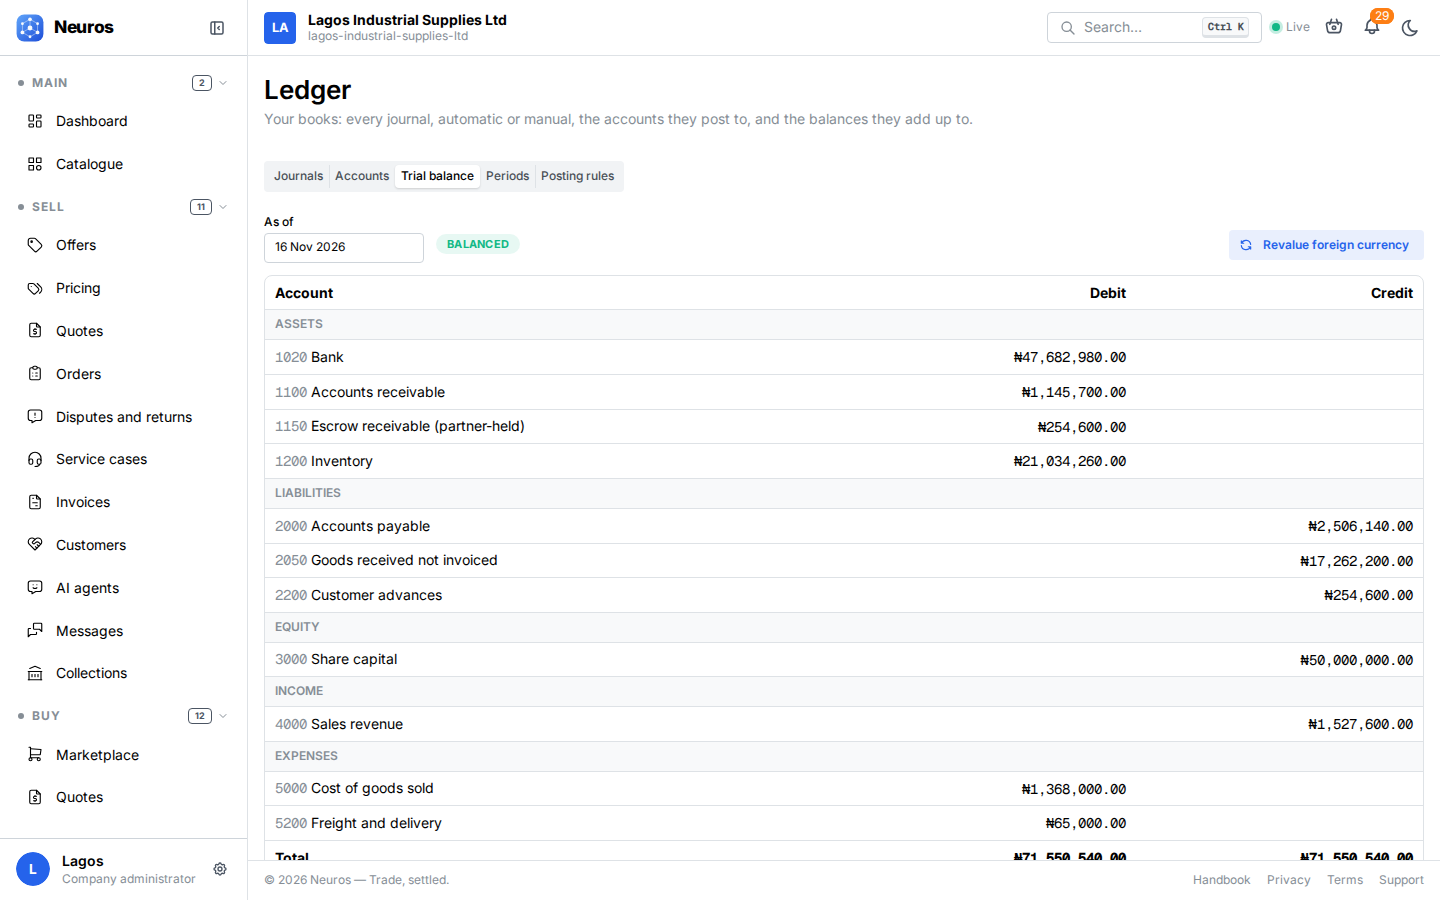 Neuros
LA
Lagos Industrial Supplies Ltd
lagos-industrial-supplies-ltd
Search...
Ctrl K
Live
29
MAIN
2
Dashboard
Catalogue
SELL
11
Offers
Pricing
Quotes
Orders
Disputes and returns
Service cases
Invoices
Customers
AI agents
Messages
Collections
BUY
12
Marketplace
Quotes
L
Lagos
Company administrator
Ledger
Your books: every journal, automatic or manual, the accounts they post to, and the balances they add up to.
Journals Accounts Trial balance Periods Posting rules
As of
16 Nov 2026
BALANCED
Revalue foreign currency
Account Debit Credit
ASSETS
1020 Bank ₦47,682,980.00
1100 Accounts receivable ₦1,145,700.00
1150 Escrow receivable (partner-held) ₦254,600.00
1200 Inventory ₦21,034,260.00
LIABILITIES
2000 Accounts payable ₦2,506,140.00
2050 Goods received not invoiced ₦17,262,200.00
2200 Customer advances ₦254,600.00
EQUITY
3000 Share capital ₦50,000,000.00
INCOME
4000 Sales revenue ₦1,527,600.00
EXPENSES
5000 Cost of goods sold ₦1,368,000.00
5200 Freight and delivery ₦65,000.00
Total ₦71,550,540.00 ₦71,550,540.00
© 2026 Neuros — Trade, settled.
Handbook Privacy Terms Support